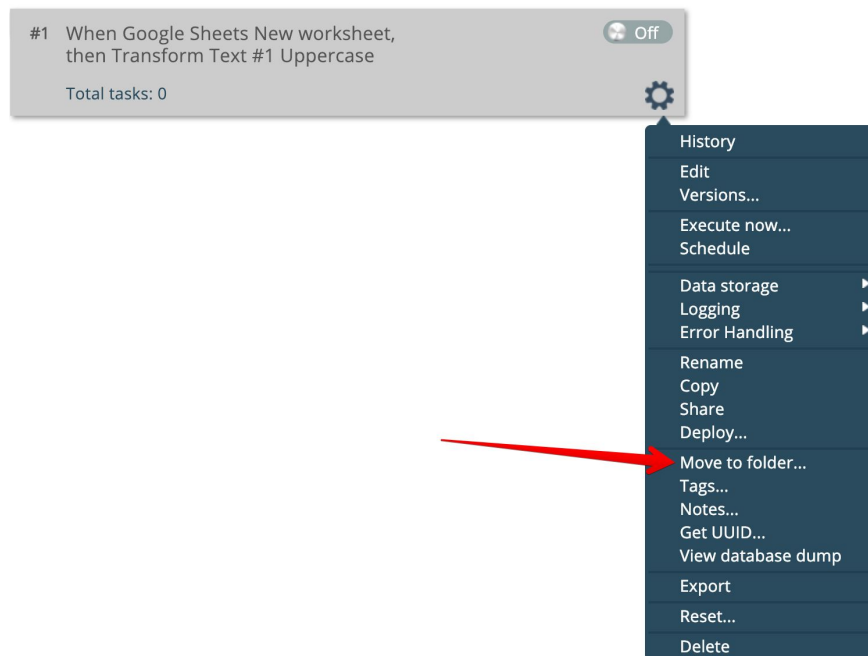 #1 When Google Sheets New worksheet,
then Transform Text #1 Uppercase
Off
Total tasks: 0
History
Edit
Versions...
Execute now...
Schedule
Data storage
Logging
Error Handling
Rename
Copy
Share
Deploy...
Move to folder...
Tags...
Notes...
Get UUID...
View database dump
Export
Reset...
Delete